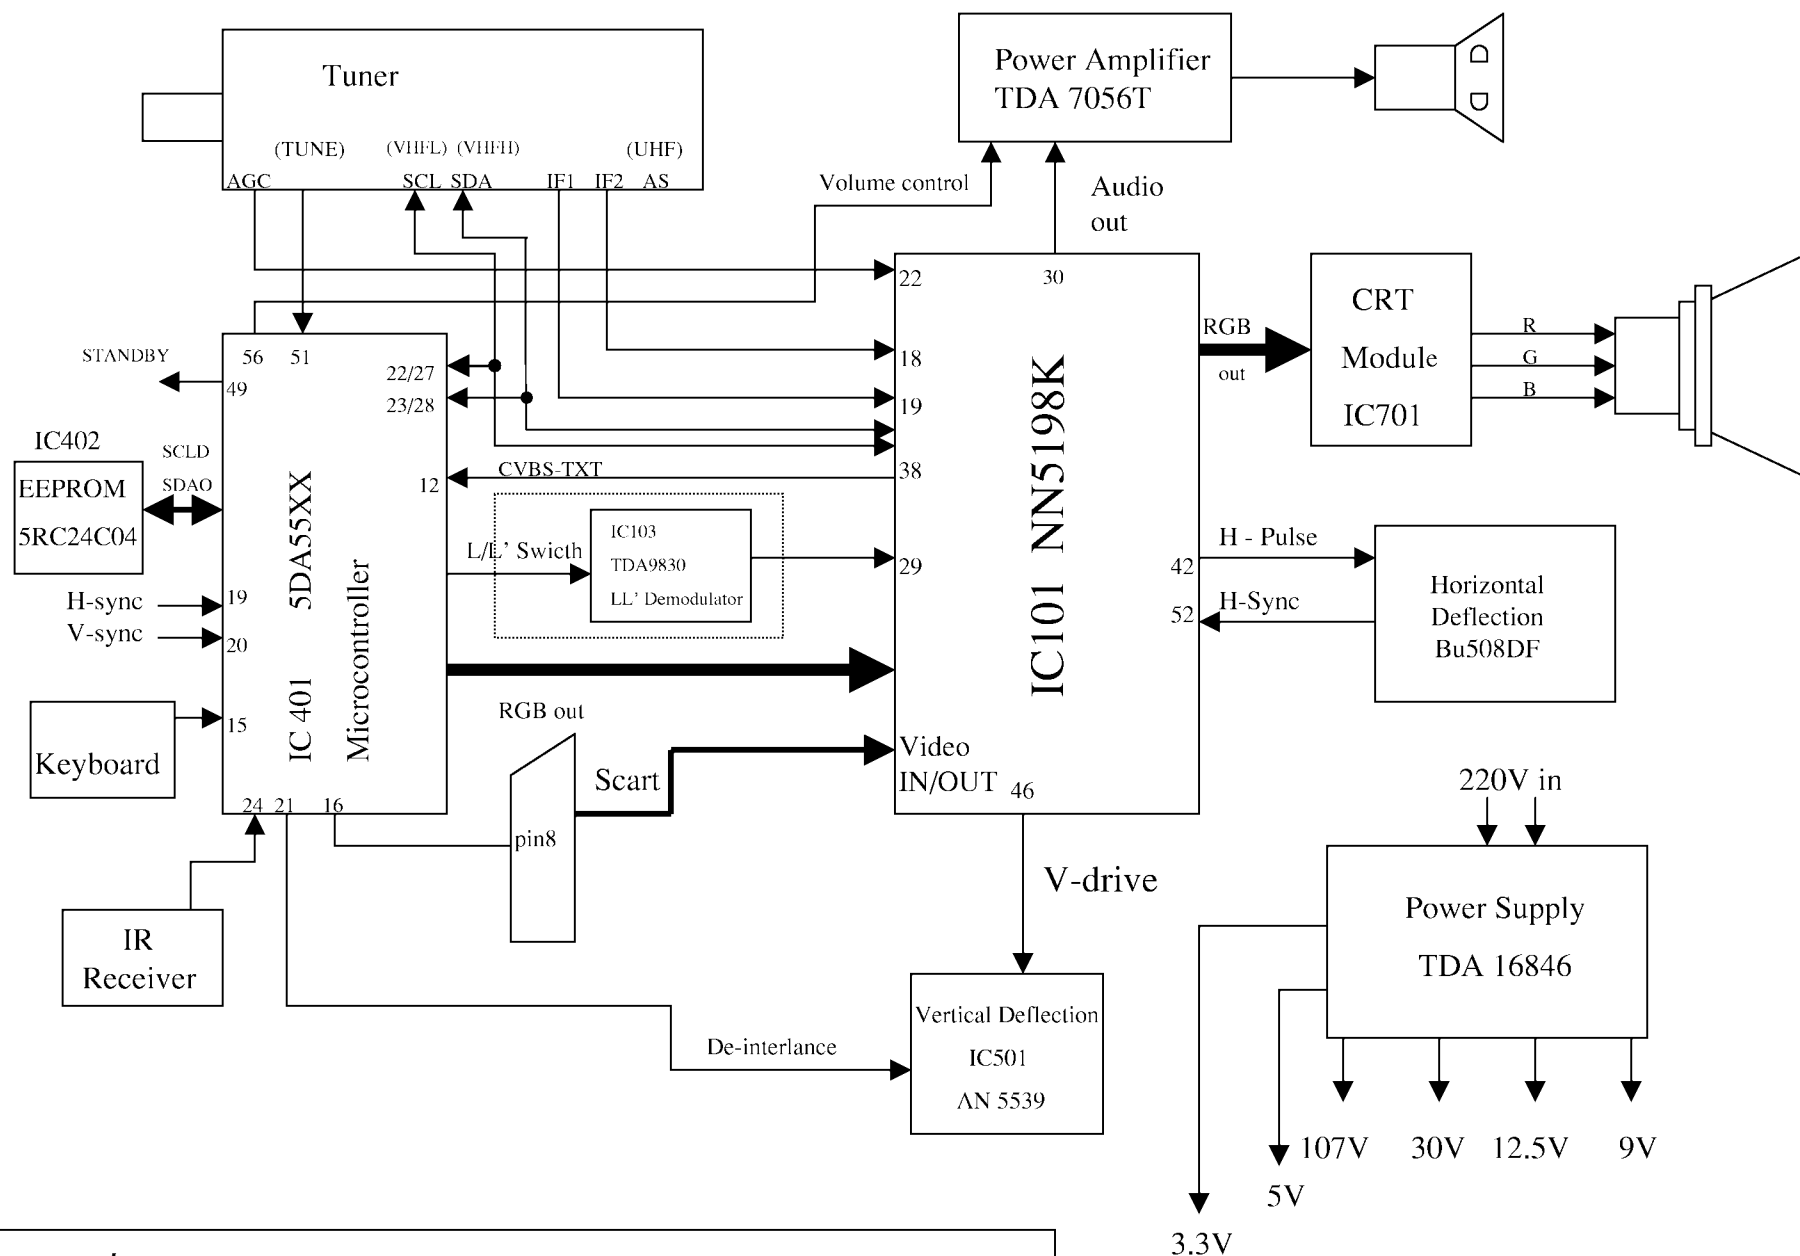 Tuner
(TUNE)
(VHFL) (VHFH)
(UHF)
AGC
SCL SDA
IF1
IF2
AS
Power Amplifier
TDA 7056T
Volume control
Audio
out
22
30
18
19
38
29
42
52
46
IC101 NN5198K
Video
IN/OUT
RGB
out
CRT
Module
IC701
R
G
B
STANDBY
56
51
49
22/27
23/28
12
IC402
SCLD
SDAO
EEPROM
5RC24C04
5DA55XX
IC 401
Microcontroller
CVBS-TXT
L/L' Swicth
IC103
TDA9830
LL' Demodulator
H - Pulse
H-Sync
Horizontal
Deflection
Bu508DF
H-sync
V-sync
19
20
15
Keyboard
24 21
16
RGB out
Scart
pin8
IR
Receiver
V-drive
De-interlance
Vertical Deflection
IC501
AN 5539
220V in
Power Supply
TDA 16846
107V
30V
12.5V
9V
5V
3.3V